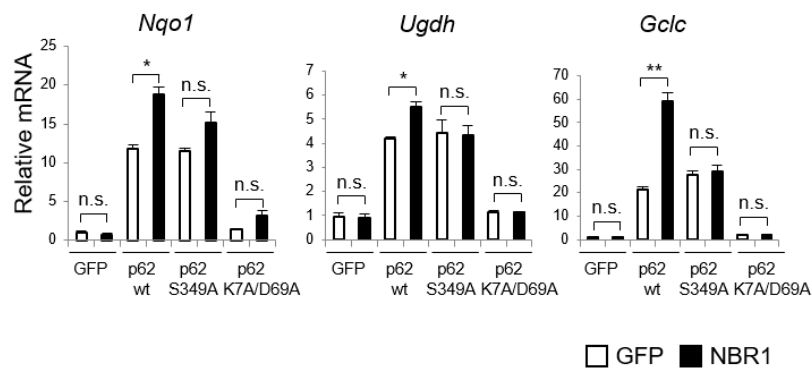 Nqo1 Ugdh Gclc
Relative mRNA
25
20
15
10
5
0
* n.s. n.s. n.s.
GFP p62 p62 p62
wt S349A K7A/D69A
7
6
5
4
3
2
1
0
* n.s. n.s. n.s.
GFP p62 p62 p62
wt S349A K7A/D69A
70
60
50
40
30
20
10
0
** n.s. n.s. n.s.
GFP p62 p62 p62
wt S349A K7A/D69A
GFP NBR1